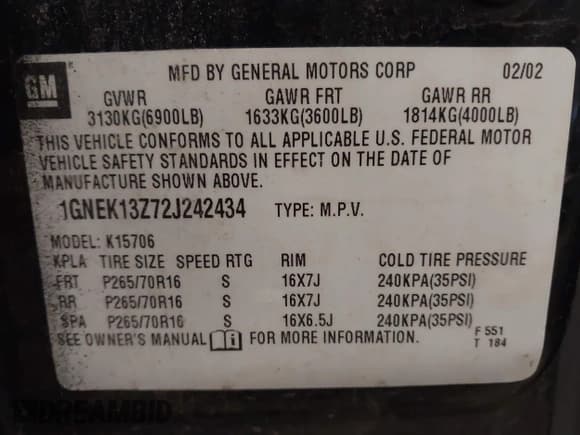 GM
MFD BY GENERAL MOTORS CORP 02/02
GVWR GAWR FRT GAWR RR
3130KG(6900LB) 1633KG(3600LB) 1814KG(4000LB)
THIS VEHICLE CONFORMS TO ALL APPLICABLE U.S. FEDERAL MOTOR
VEHICLE SAFETY STANDARDS IN EFFECT ON THE DATE OF
MANUFACTURE SHOWN ABOVE.
1GNEK13Z72J242434 TYPE: M.P.V.
MODEL: K15706
KPLA TIRE SIZE SPEED RTG RIM COLD TIRE PRESSURE
FRT P265/70R16 S 16X7J 240KPA(35PSI)
RR P265/70R16 S 16X7J 240KPA(35PSI)
SPA P265/70R16 S 16X6.5J 240KPA(35PSI)
SEE OWNER'S MANUAL FOR MORE INFORMATION. F 551
T 184
DREAMBID